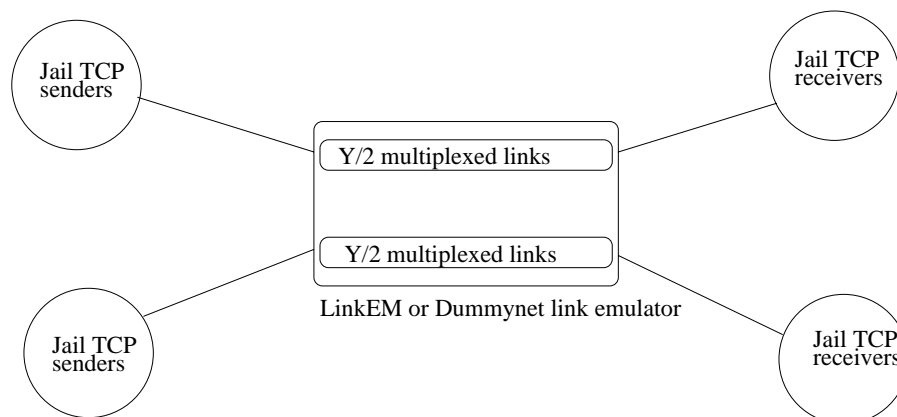 Jail TCP
senders
Jail TCP
receivers
Y/2 multiplexed links
Y/2 multiplexed links
LinkEM or Dummynet link emulator
Jail TCP
senders
Jail TCP
receivers